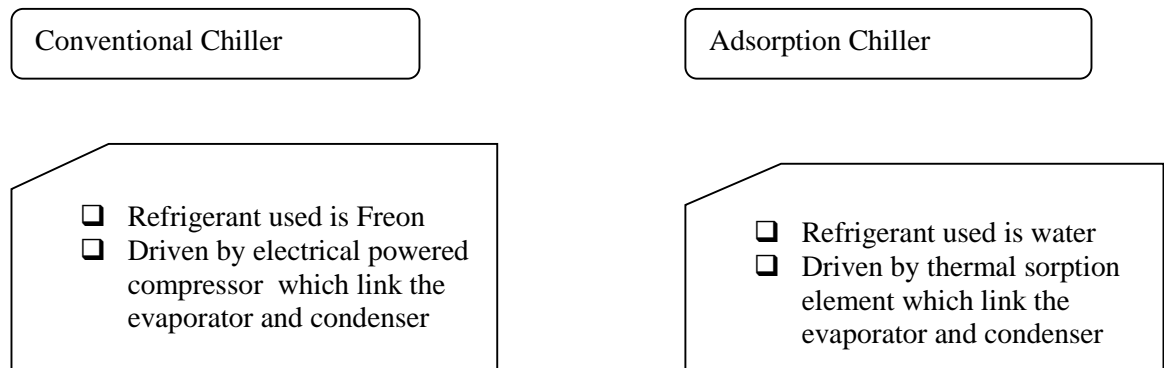 Conventional Chiller
Adsorption Chiller
❑ Refrigerant used is Freon
❑ Driven by electrical powered
compressor which link the
evaporator and condenser
❑ Refrigerant used is water
❑ Driven by thermal sorption
element which link the
evaporator and condenser